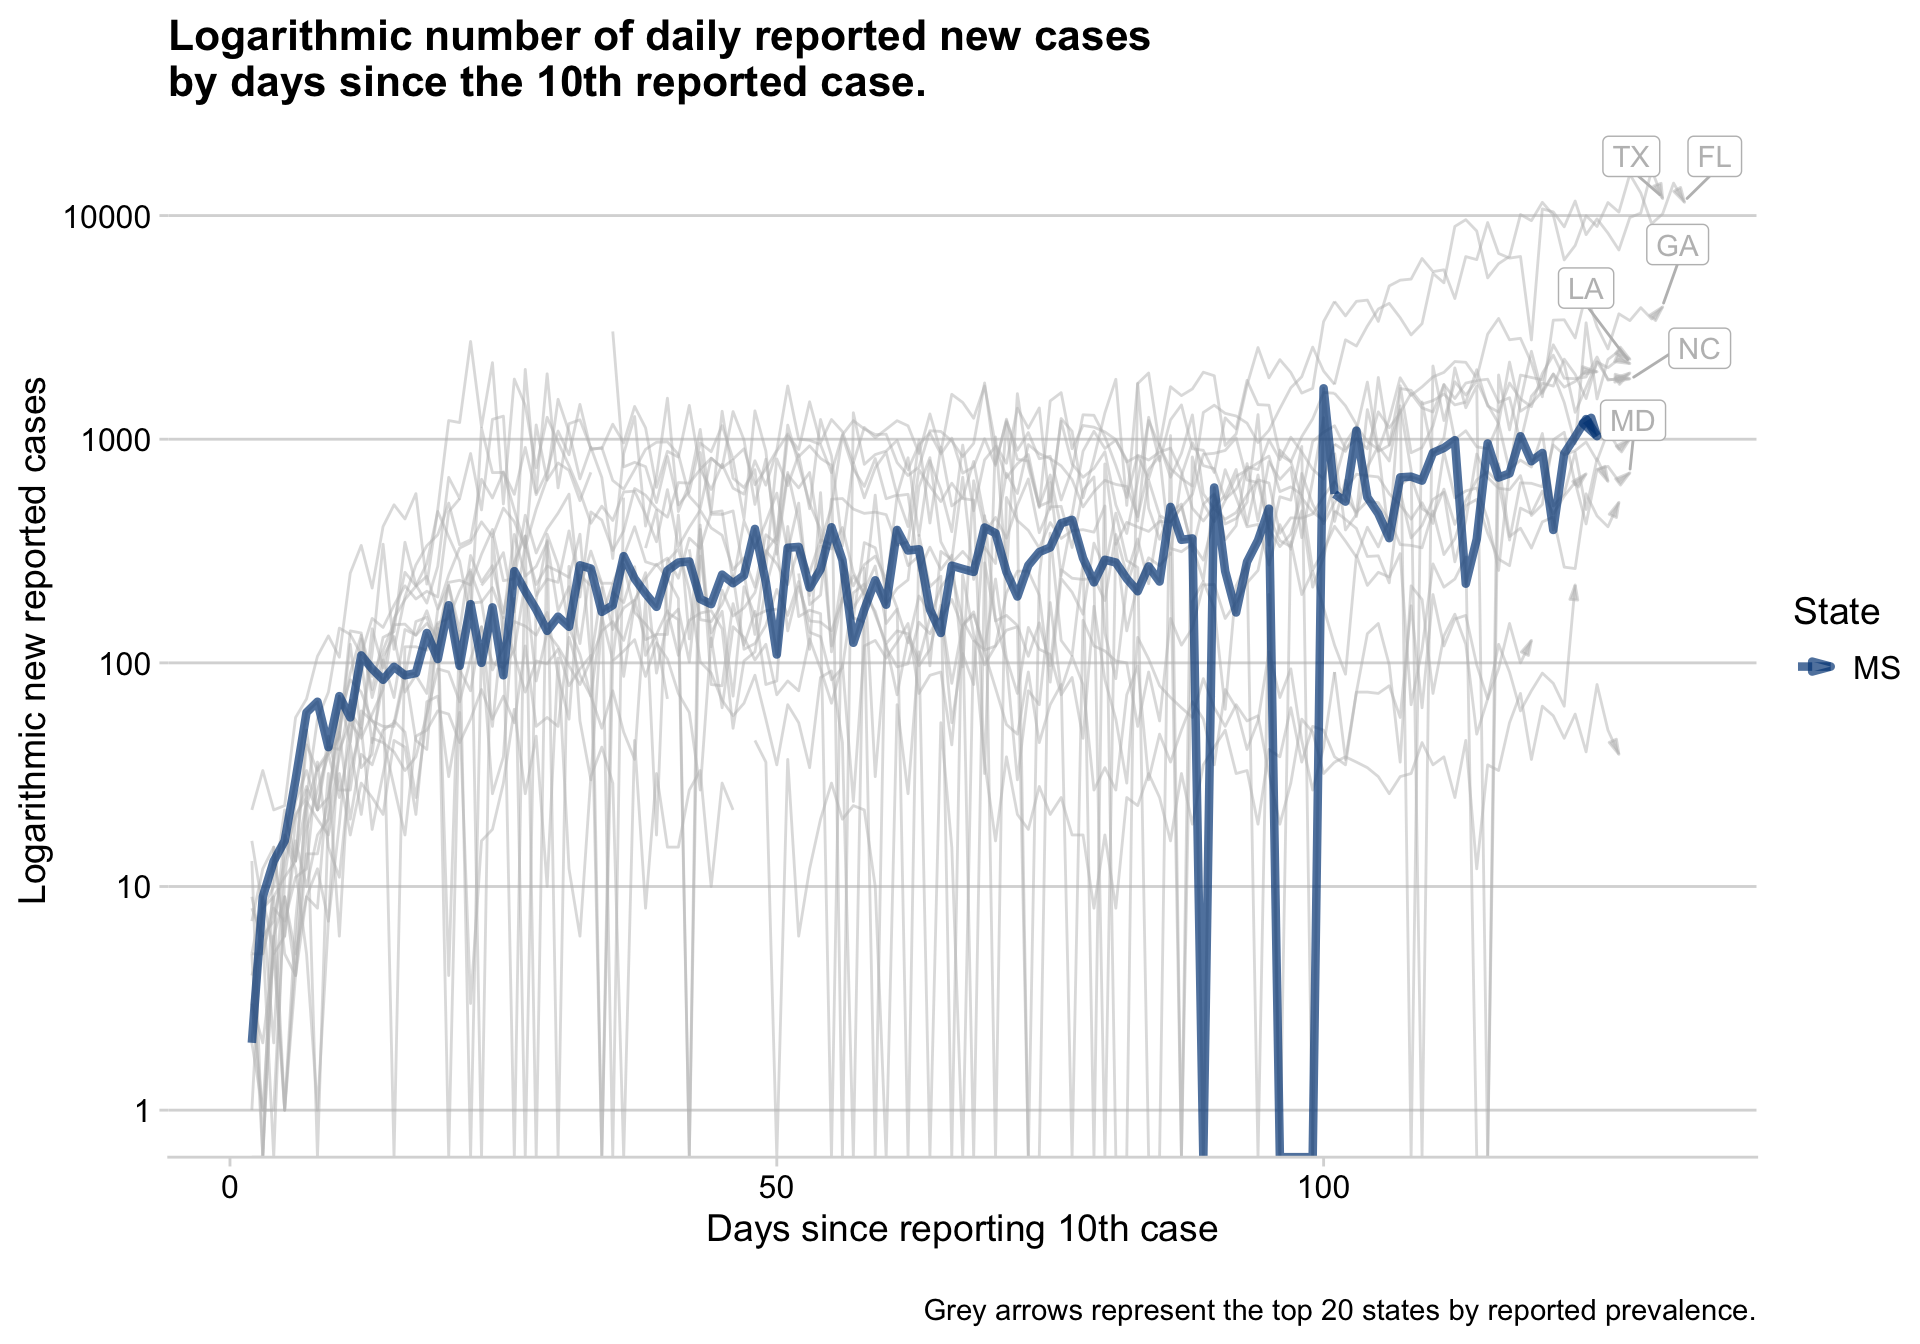 Logarithmic number of daily reported new cases
by days since the 10th reported case.
TX
FL
10000
GA
LA
NC
1000
MD
100
10
1
Logarithmic new reported cases
0
50
100
Days since reporting 10th case
State
MS
Grey arrows represent the top 20 states by reported prevalence.